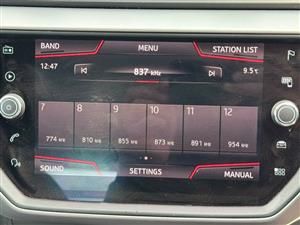 BAND MENU STATION LIST
12:47 837 kHz 9.5°C
7 8 9 10 11 12
774 kHz 810 kHz 855 kHz 873 kHz 891 kHz 954 kHz
SOUND SETTINGS MANUAL